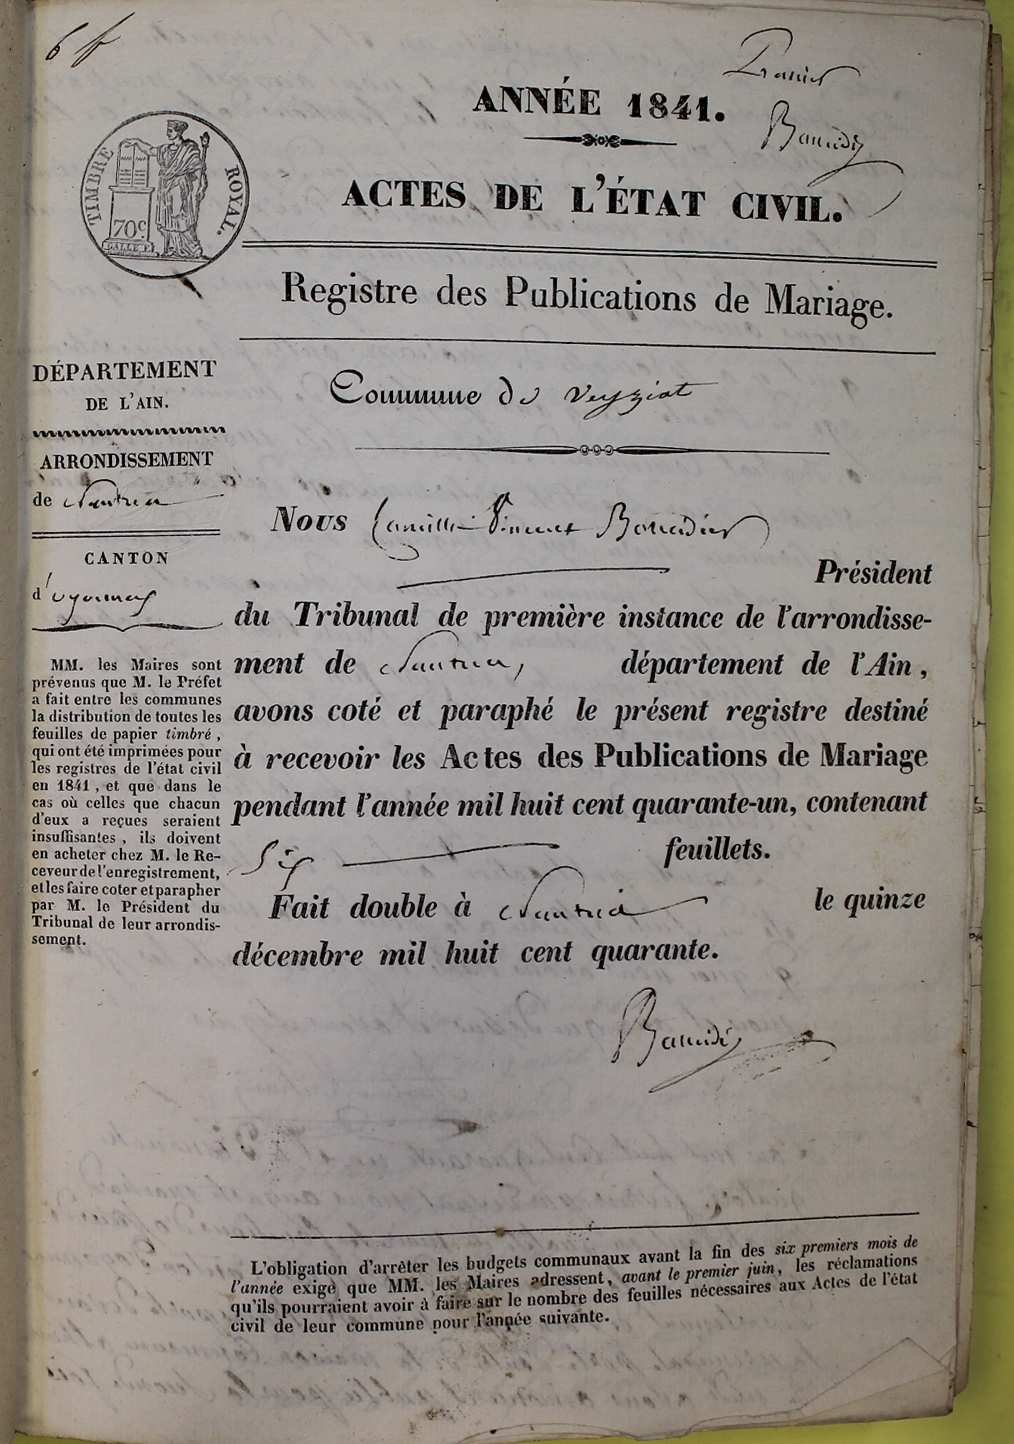 6 f
Premier
ANNÉE 1841.
TIMBRE ROYAL.
70c.
ACTES DE L'ÉTAT CIVIL.
Registre des Publications de Mariage.
DÉPARTEMENT
DE L'AIN.
ARRONDISSEMENT
de Nantua
CANTON
d'Oyonnax
MM. les Maires sont
prévenus que M. le Préfet
a fait entre les communes
la distribution de toutes les
feuilles de papier timbré,
qui ont été imprimées pour
les registres de l'état civil
en 1841, et que dans le
cas où celles que chacun
d'eux a reçues seraient
insuffisantes, ils doivent
en acheter chez M. le Re-
ceveur de l'enregistrement,
et les faire coter et parapher
par M. le Président du
Tribunal de leur arrondis-
sement.
Commune de Veyziat
Nous Camille Vincent
Président
du Tribunal de première instance de l'arrondisse-
ment de Nantua, département de l'Ain,
avons coté et paraphé le présent registre destiné
à recevoir les Actes des Publications de Mariage
pendant l'année mil huit cent quarante-un, contenant
Six feuillets.
Fait double à Nantua le quinze
décembre mil huit cent quarante.
L'obligation d'arrêter les budgets communaux avant la fin des six premiers mois de
l'année exige que MM. les Maires adressent, avant le premier juin, les réclamations
qu'ils pourraient avoir à faire sur le nombre des feuilles nécessaires aux Actes de l'état
civil de leur commune pour l'année suivante.